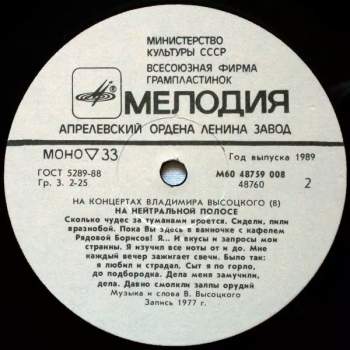 МИНИСТЕРСТВО
КУЛЬТУРЫ СССР
ВСЕСОЮЗНАЯ ФИРМА
ГРАМПЛАСТИНОК
МЕЛОДИЯ
АПРЕЛЕВСКИЙ ОРДЕНА ЛЕНИНА ЗАВОД
МОНО ▽ 33
Год выпуска 1989
ГОСТ 5289-88
М60 48759 008
Гр. 3. 2-25
48760
2
НА КОНЦЕРТАХ ВЛАДИМИРА ВЫСОЦКОГО (8)
НА НЕЙТРАЛЬНОЙ ПОЛОСЕ
Сколько чудес за туманами кроется. Сидели, пили
вразнобой. Пока Вы здесь в ванночке с кафелем
Рядовой Борисов! Я... И вкусы и запросы мои
странны. Я изучил все ноты от и до. Мне
каждый вечер зажигает свечи. Было так:
я любил и страдал. Сыт я по горло,
до подбородка. Дела меня замучили,
дела. Давно смолкли залпы орудий
Музыка и слова В. Высоцкого
Запись 1977 г.